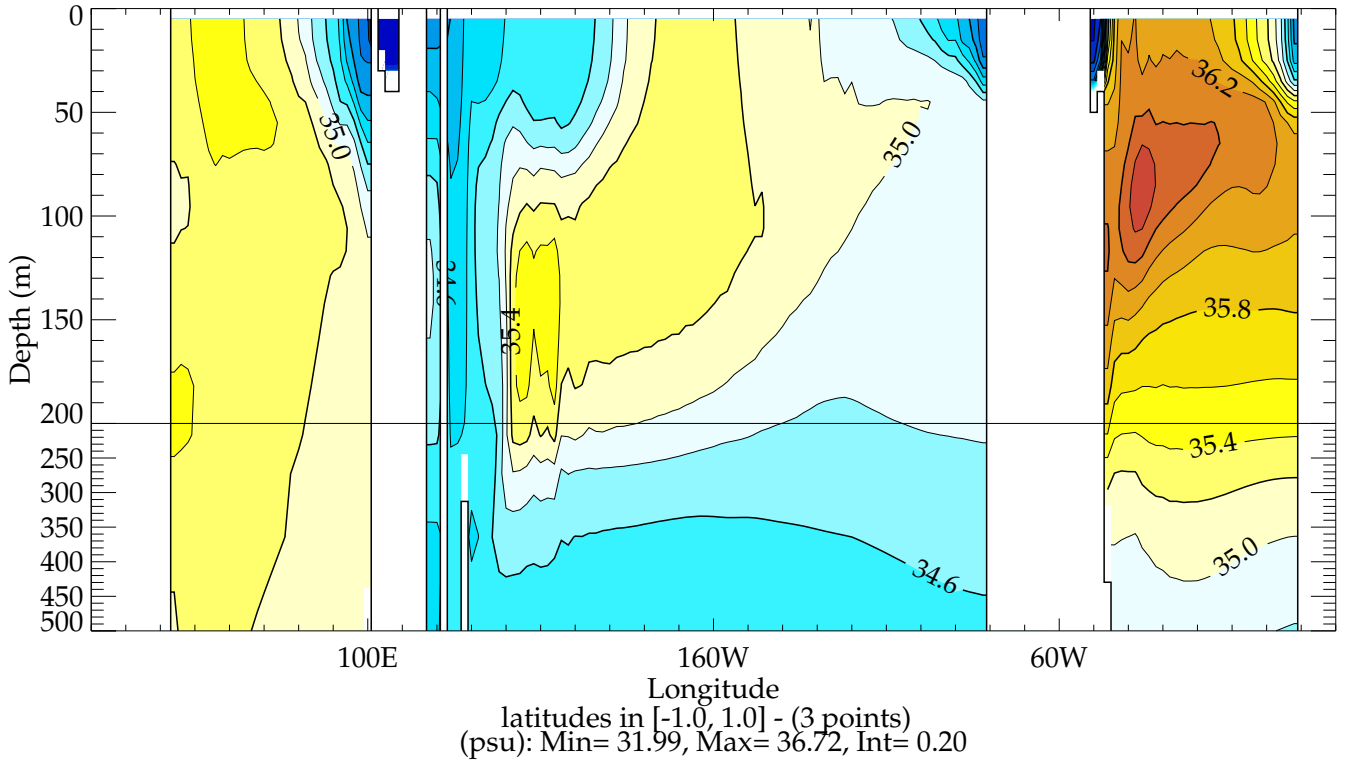 0
50
100
150
200
250
300
350
400
450
500
Depth (m)
35.0
34.6
35.4
35.0
34.6
36.2
35.8
35.4
35.0
100E
160W
60W
Longitude
latitudes in [-1.0, 1.0] - (3 points)
(psu): Min= 31.99, Max= 36.72, Int= 0.20